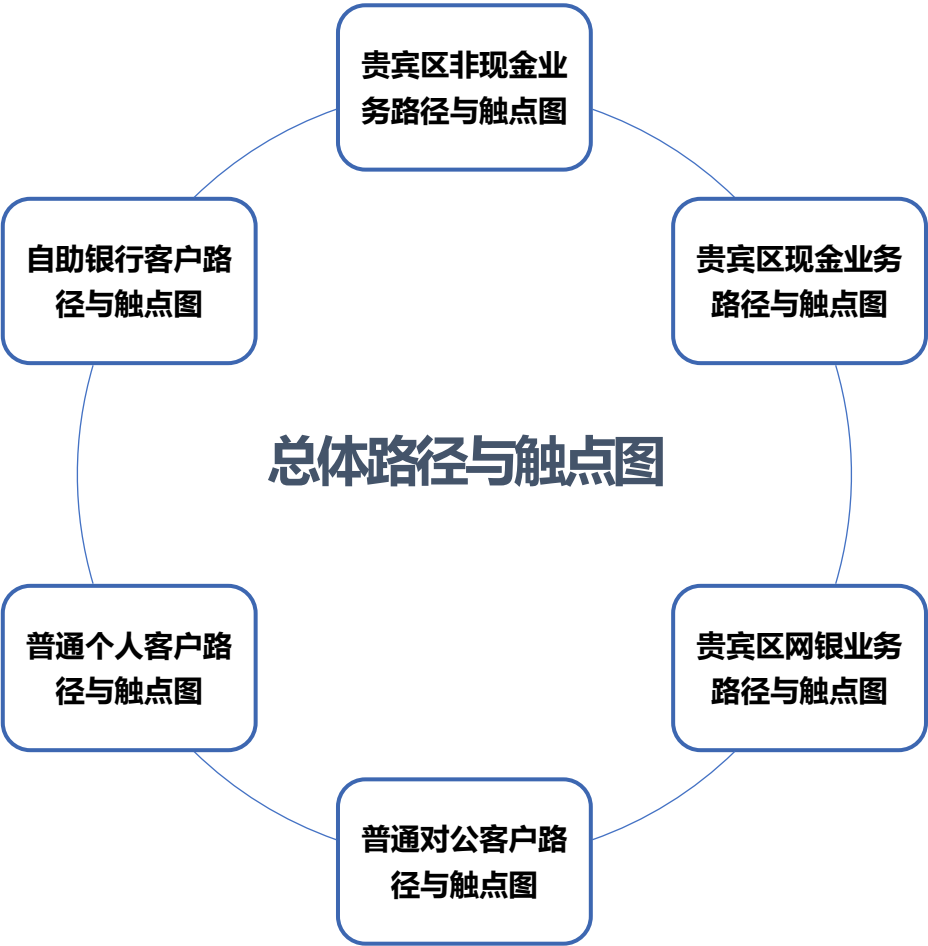 贵宾区非现金业
务路径与触点图
自助银行客户路
径与触点图
贵宾区现金业务
路径与触点图
总体路径与触点图
普通个人客户路
径与触点图
贵宾区网银业务
路径与触点图
普通对公客户路
径与触点图